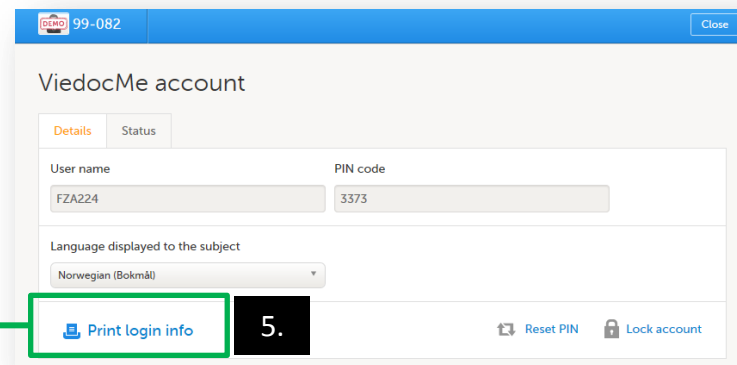 DEMO 99-082 Close
ViedocMe account
Details Status
User name PIN code
FZA224 3373
Language displayed to the subject
Norwegian (Bokmål)
Print login info 5. Reset PIN Lock account